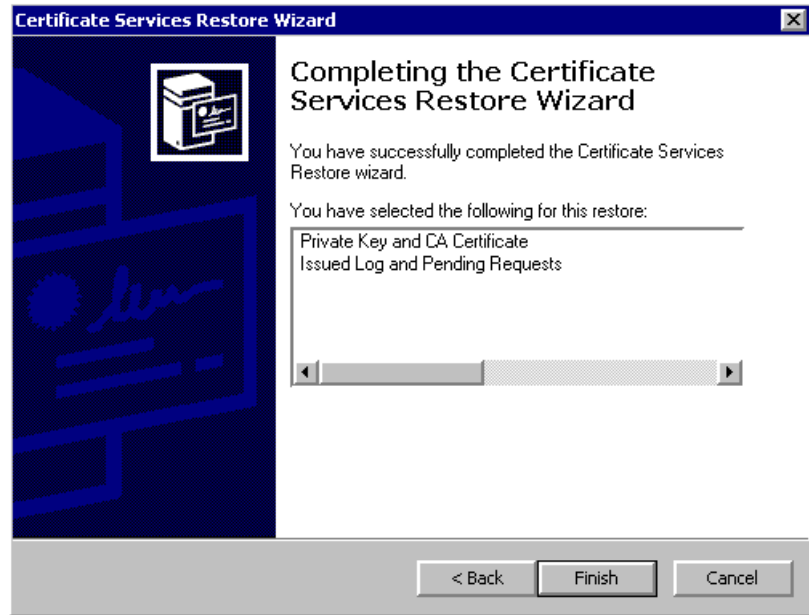 Certificate Services Restore Wizard
Completing the Certificate
Services Restore Wizard
You have successfully completed the Certificate Services
Restore wizard.
You have selected the following for this restore:
Private Key and CA Certificate
Issued Log and Pending Requests
< Back
Finish
Cancel